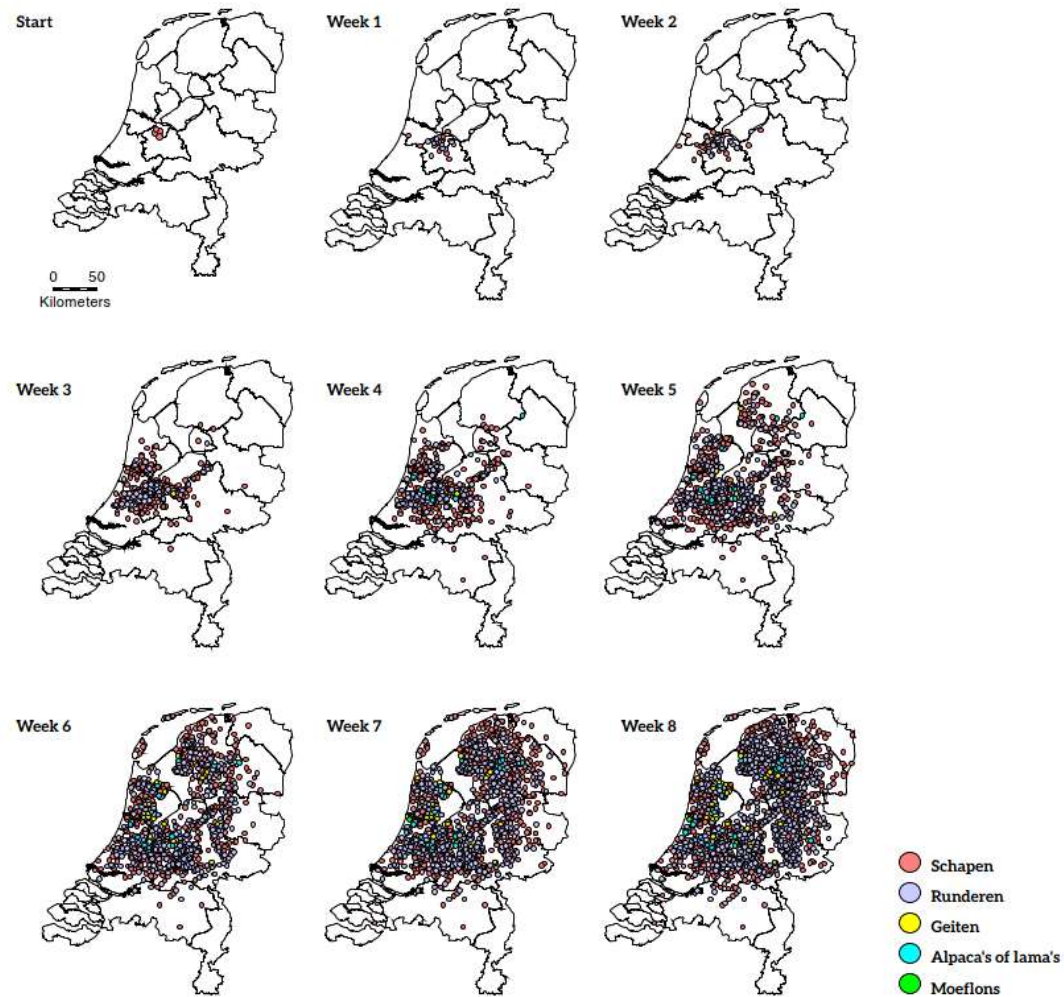 Start
Week 1
Week 2
0 50
Kilometers
Week 3
Week 4
Week 5
Week 6
Week 7
Week 8
Schapen
Runderen
Geiten
Alpaca's of lama's
Moeflons